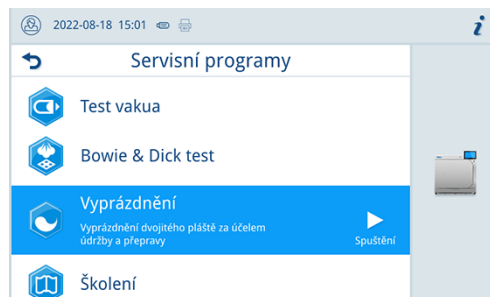 2022-08-18 15:01
i
Servisní programy
Test vakua
Bowie & Dick test
Vyprázdnění
Vyprázdnění dvojitého pláště za účelem
údržby a přepravy
Spuštění
Školení